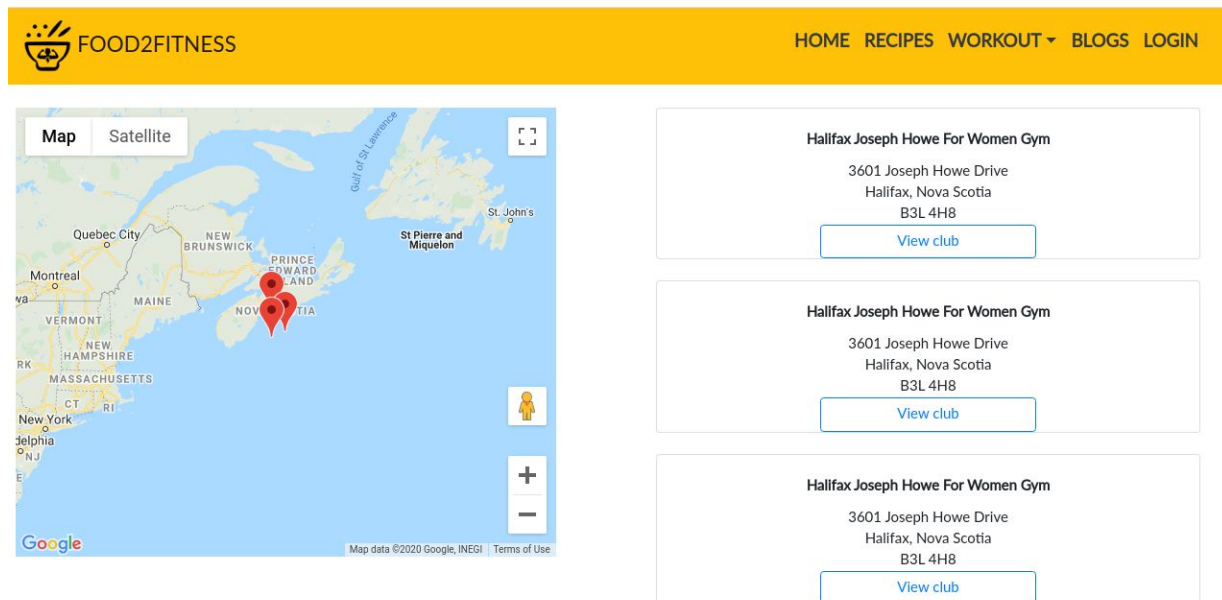 FOOD2FITNESS
HOME RECIPES WORKOUT BLOGS LOGIN
Map Satellite
Gulf of St Lawrence
St. John's
Quebec City
NEW
BRUNSWICK
St Pierre and
Miquelon
PRINCE
EDWARD
Montreal
MAINE
VERMONT
NEW
HAMPSHIRE
MASSACHUSETTS
CT RI
New York
NJ
Google
Map data ©2020 Google, INEGI Terms of Use
Halifax Joseph Howe For Women Gym
3601 Joseph Howe Drive
Halifax, Nova Scotia
B3L 4H8
View club
Halifax Joseph Howe For Women Gym
3601 Joseph Howe Drive
Halifax, Nova Scotia
B3L 4H8
View club
Halifax Joseph Howe For Women Gym
3601 Joseph Howe Drive
Halifax, Nova Scotia
B3L 4H8
View club